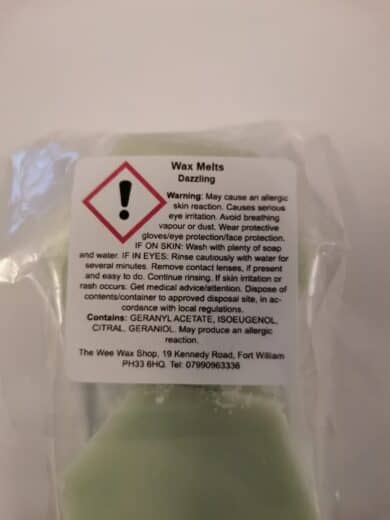 Wax Melts
Dazzling
Warning: May cause an allergic
skin reaction. Causes serious
eye irritation. Avoid breathing
vapour or dust. Wear protective
gloves/eye protection/face protection.
IF ON SKIN: Wash with plenty of soap
and water. IF IN EYES: Rinse cautiously with water for
several minutes. Remove contact lenses, if present
and easy to do. Continue rinsing. If skin irritation or
rash occurs: Get medical advice/attention. Dispose of
contents/container to approved disposal site, in ac-
cordance with local regulations.
Contains: GERANYL ACETATE, ISOEUGENOL,
CITRAL. GERANIOL. May produce an allergic
reaction.
The Wee Wax Shop, 19 Kennedy Road, Fort William
PH33 6HQ. Tel: 07990963336